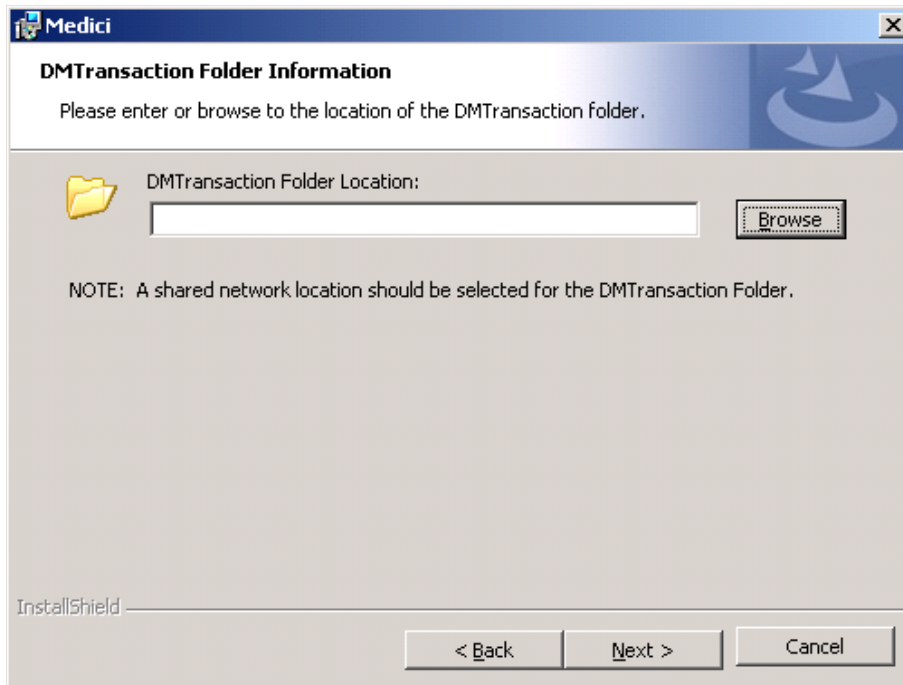 Medici
DMTransaction Folder Information
Please enter or browse to the location of the DMTransaction folder.
DMTransaction Folder Location:
Browse
NOTE:  A shared network location should be selected for the DMTransaction Folder.
InstallShield
< Back
Next >
Cancel